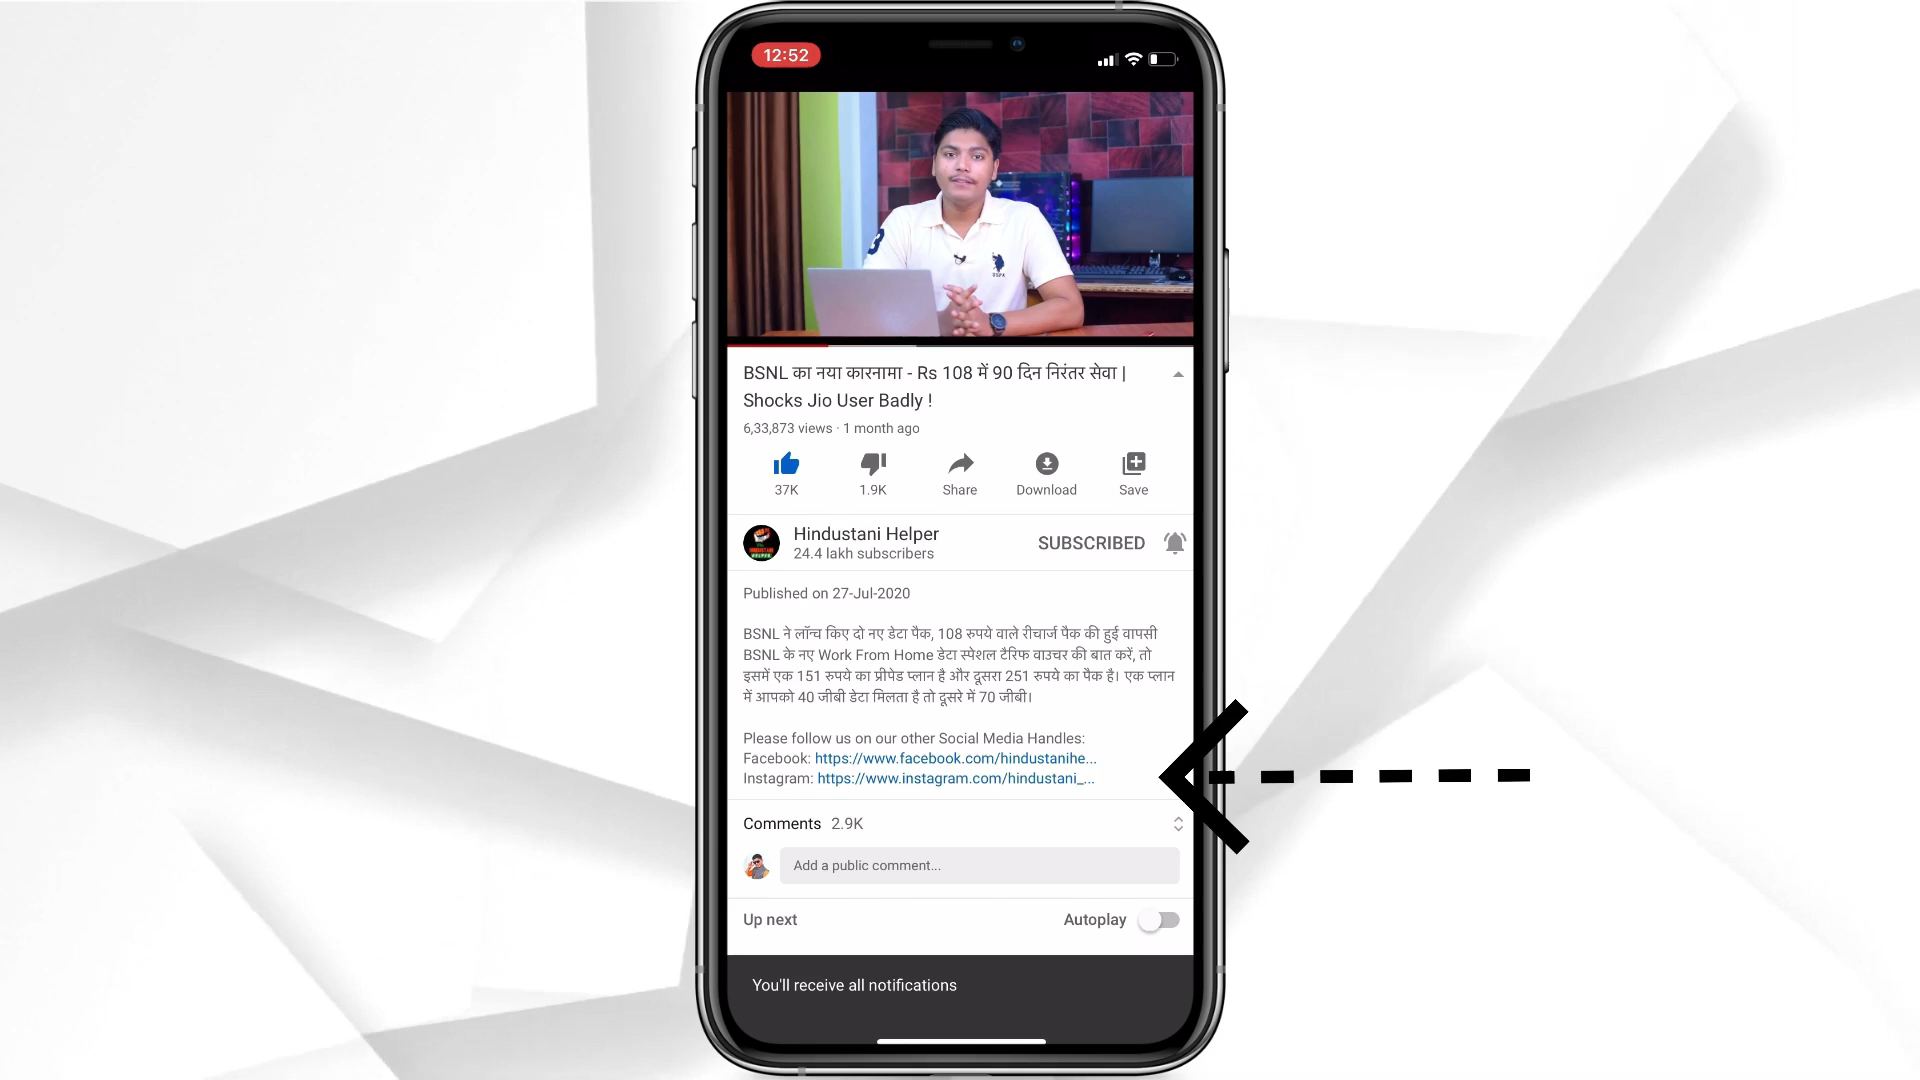 12:52
USPA
BSNL का नया कारनामा - Rs 108 में 90 दिन निरंतर सेवा |
Shocks Jio User Badly !
6,33,873 views · 1 month ago
37K
1.9K
Share
Download
Save
Hindustani Helper
24.4 lakh subscribers
SUBSCRIBED
Published on 27-Jul-2020
BSNL ने लॉन्च किए दो नए डेटा पैक, 108 रुपये वाले रीचार्ज पैक की हुई वापसी
BSNL के नए Work From Home डेटा स्पेशल टैरिफ वाउचर की बात करें, तो
इसमें एक 151 रुपये का प्रीपेड प्लान है और दूसरा 251 रुपये का पैक है। एक प्लान
में आपको 40 जीबी डेटा मिलता है तो दूसरे में 70 जीबी।
Please follow us on our other Social Media Handles:
Facebook: https://www.facebook.com/hindustanihe...
Instagram: https://www.instagram.com/hindustani_...
Comments 2.9K
Add a public comment...
Up next
Autoplay
You'll receive all notifications